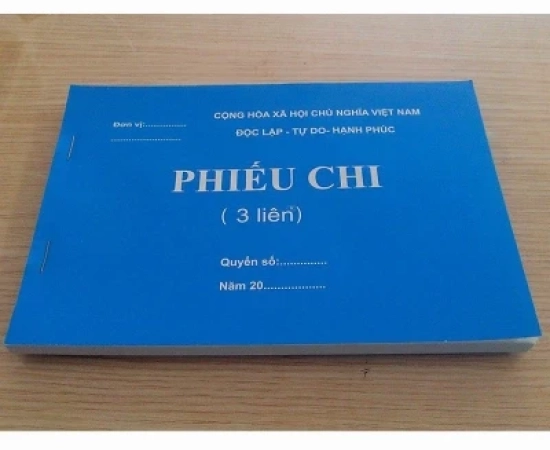 CỘNG HÒA XÃ HỘI CHỦ NGHĨA VIỆT NAM
Đơn vị:...............
ĐỘC LẬP - TỰ DO- HẠNH PHÚC
..........................
PHIẾU CHI
( 3 liên)
Quyển số:...............
Năm 20...................